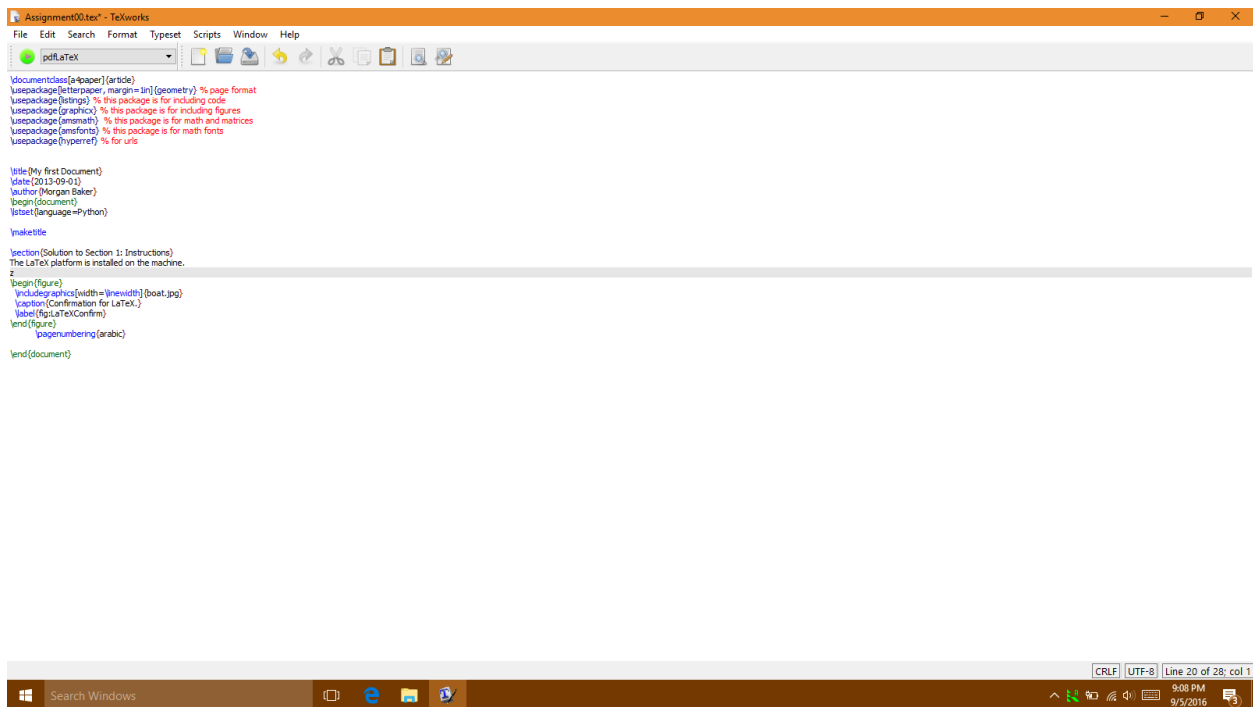 Assignment00.tex* - TeXworks
File Edit Search Format Typeset Scripts Window Help
pdfLaTeX
\documentclass[a4paper]{article}
\usepackage[letterpaper, margin=1in]{geometry} % page format
\usepackage{listings} % this package is for including code
\usepackage{graphicx} % this package is for including figures
\usepackage{amsmath} % this package is for math and matrices
\usepackage{amsfonts} % this package is for math fonts
\usepackage{hyperref} % for urls
\title{My first Document}
\date{2013-09-01}
\author{Morgan Baker}
\begin{document}
\lstset{language=Python}
\maketitle
\section{Solution to Section 1: Instructions}
The LaTeX platform is installed on the machine.
z
\begin{figure}
\includegraphics[width=\linewidth]{boat.jpg}
\caption{Confirmation for LaTeX.}
\label{fig:LaTeXConfirm}
\end{figure}
\pagenumbering{arabic}
\end{document}
CRLF UTF-8 Line 20 of 28; col 1
Search Windows
9:08 PM
9/5/2016
3